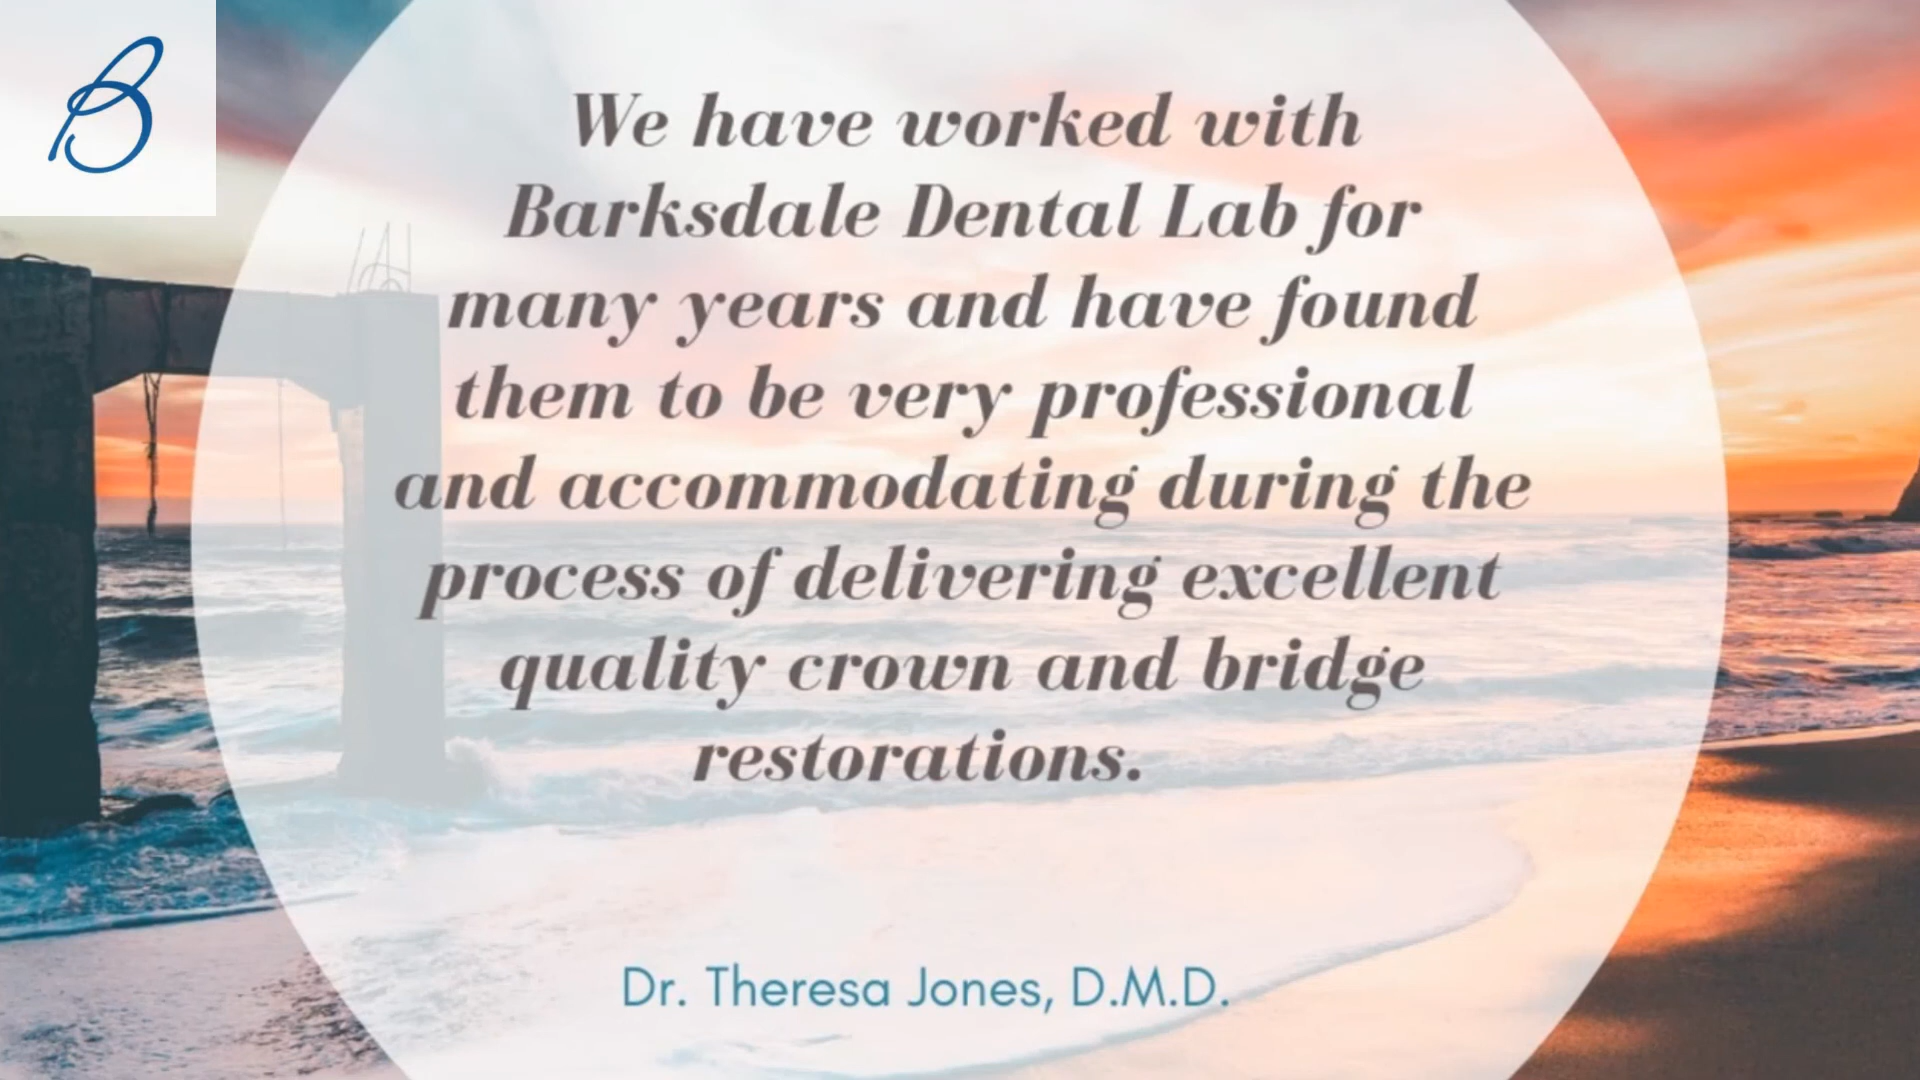 B
We have worked with
Barksdale Dental Lab for
many years and have found
them to be very professional
and accommodating during the
process of delivering excellent
quality crown and bridge
restorations.
Dr. Theresa Jones, D.M.D.